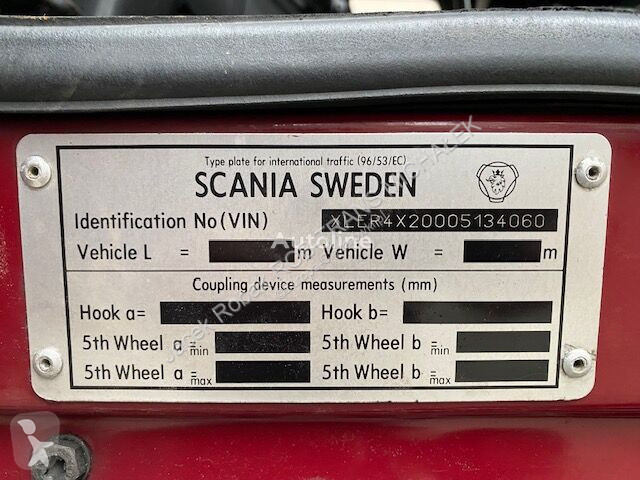 Type plate for international traffic (96/53/EC)
SCANIA SWEDEN
Identification No (VIN) XLER4X20005134060
Vehicle L = m Vehicle W = m
Coupling device measurements (mm)
Hook a= Hook b=
5th Wheel a = min 5th Wheel b = min
5th Wheel a = max 5th Wheel b = max
Autoline